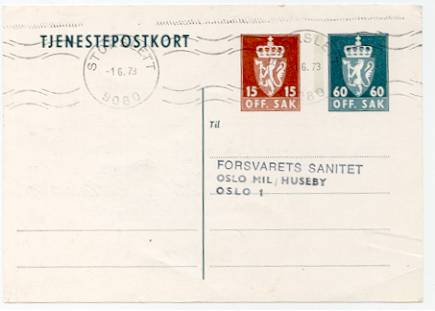 TJENESTEPOSTKORT
-1.6.73
9080
15 15
OFF. SAK
60 60
OFF. SAK
Til
FORSVARETS SANITET
OSLO MIL/HUSEBY
OSLO 1